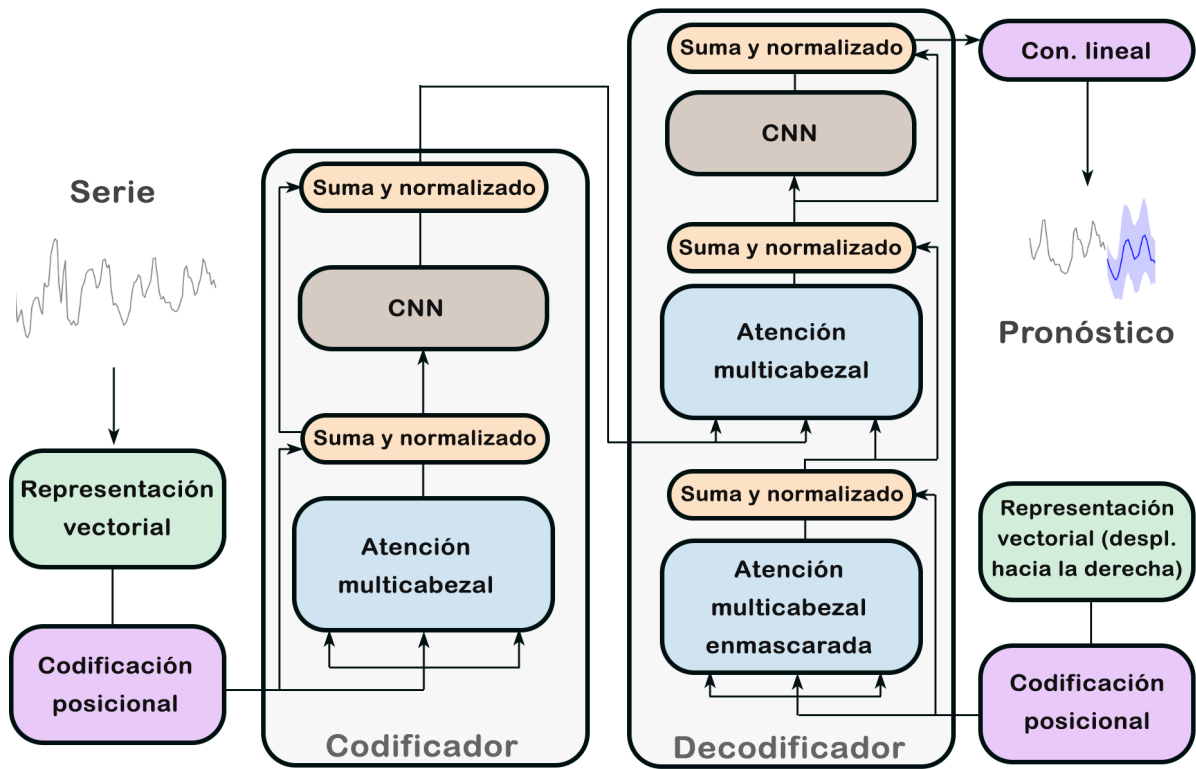 Serie
Representación
vectorial
Codificación
posicional
Suma y normalizado
CNN
Suma y normalizado
Atención
multicabezal
Codificador
Suma y normalizado
CNN
Suma y normalizado
Atención
multicabezal
Suma y normalizado
Atención
multicabezal
enmascarada
Decodificador
Con. lineal
Pronóstico
Representación
vectorial (despl.
hacia la derecha)
Codificación
posicional